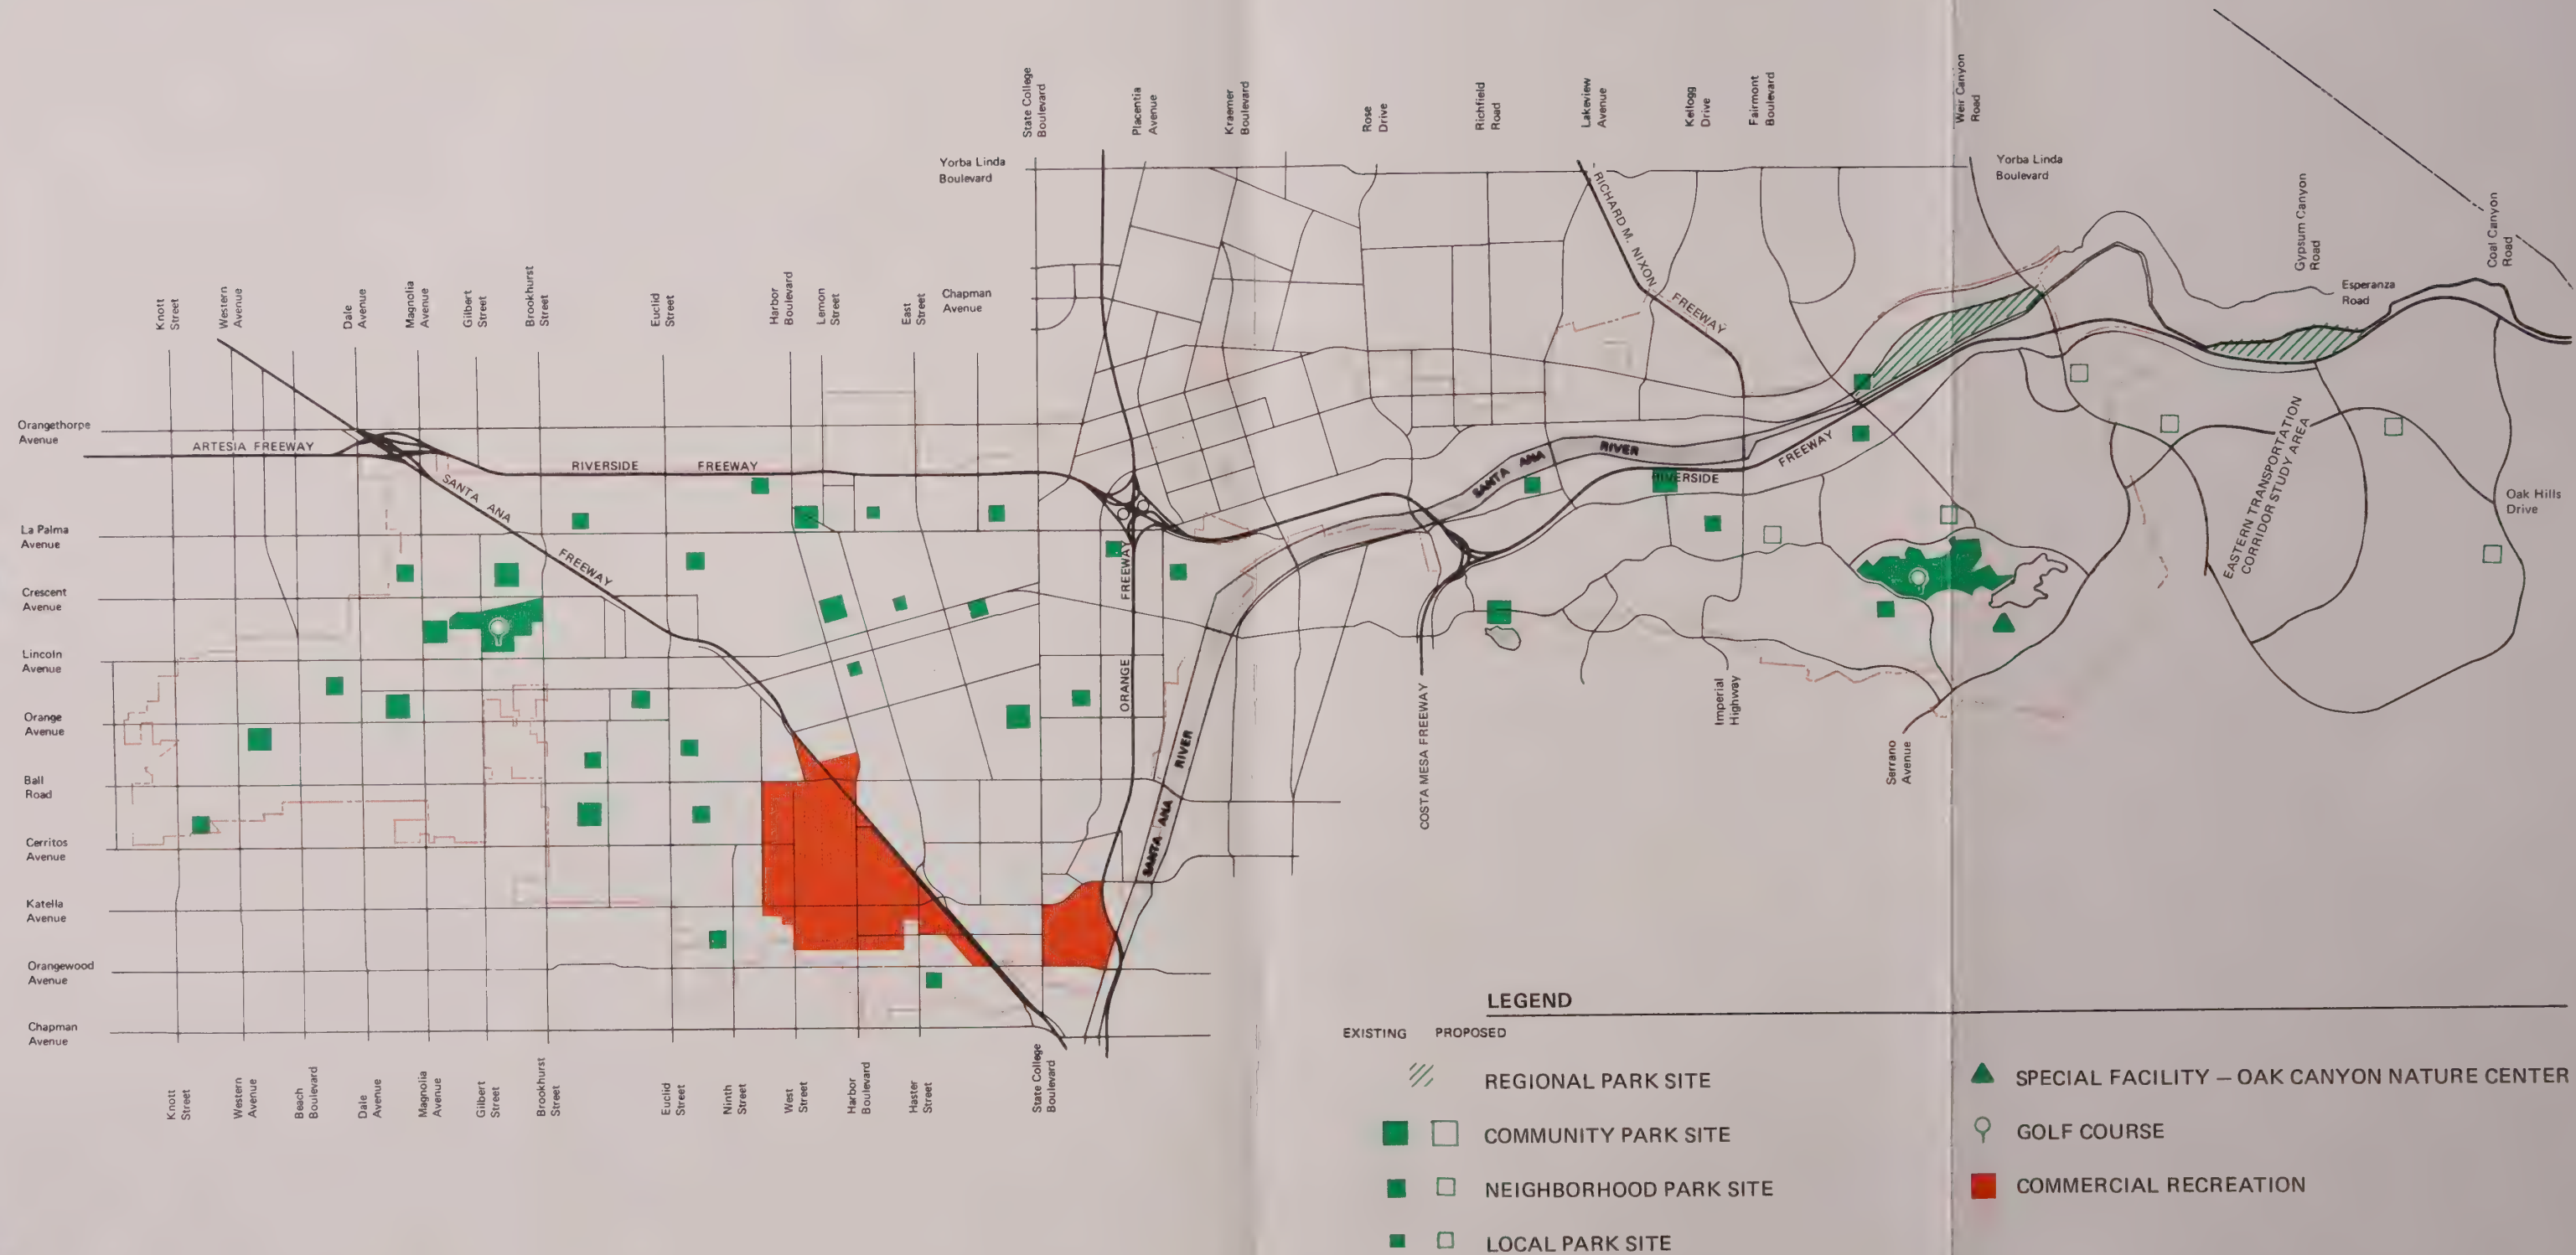 State College
Boulevard
Placentia
Avenue
Kraemer
Boulevard
Rose
Drive
Richfield
Road
Lakeview
Avenue
Kellogg
Drive
Fairmont
Boulevard
Weir Canyon
Road
Yorba Linda
Boulevard
Yorba Linda
Boulevard
Gypsum Canyon
Road
Coal Canyon
Road
Esperanza
Road
RICHARD M. NIXON
FREEWAY
Knott
Street
Western
Avenue
Dale
Avenue
Magnolia
Avenue
Gilbert
Street
Brookhurst
Street
Euclid
Street
Harbor
Boulevard
Lemon
Street
East
Street
Chapman
Avenue
Orangethorpe
Avenue
ARTESIA FREEWAY
RIVERSIDE FREEWAY
SANTA ANA
FREEWAY
SANTA ANA
RIVER
RIVERSIDE
FREEWAY
EASTERN TRANSPORTATION
CORRIDOR STUDY AREA
Oak Hills
Drive
La Palma
Avenue
Crescent
Avenue
Lincoln
Avenue
Orange
Avenue
Ball
Road
Cerritos
Avenue
Katella
Avenue
Orangewood
Avenue
Chapman
Avenue
ORANGE
FREEWAY
SANTA ANA
RIVER
COSTA MESA FREEWAY
Imperial
Highway
Serrano
Avenue
Knott
Street
Western
Avenue
Beach
Boulevard
Dale
Avenue
Magnolia
Avenue
Gilbert
Street
Brookhurst
Street
Euclid
Street
Ninth
Street
West
Street
Harbor
Boulevard
Haster
Street
State College
Boulevard
LEGEND
EXISTING PROPOSED
REGIONAL PARK SITE
COMMUNITY PARK SITE
NEIGHBORHOOD PARK SITE
LOCAL PARK SITE
SPECIAL FACILITY — OAK CANYON NATURE CENTER
GOLF COURSE
COMMERCIAL RECREATION